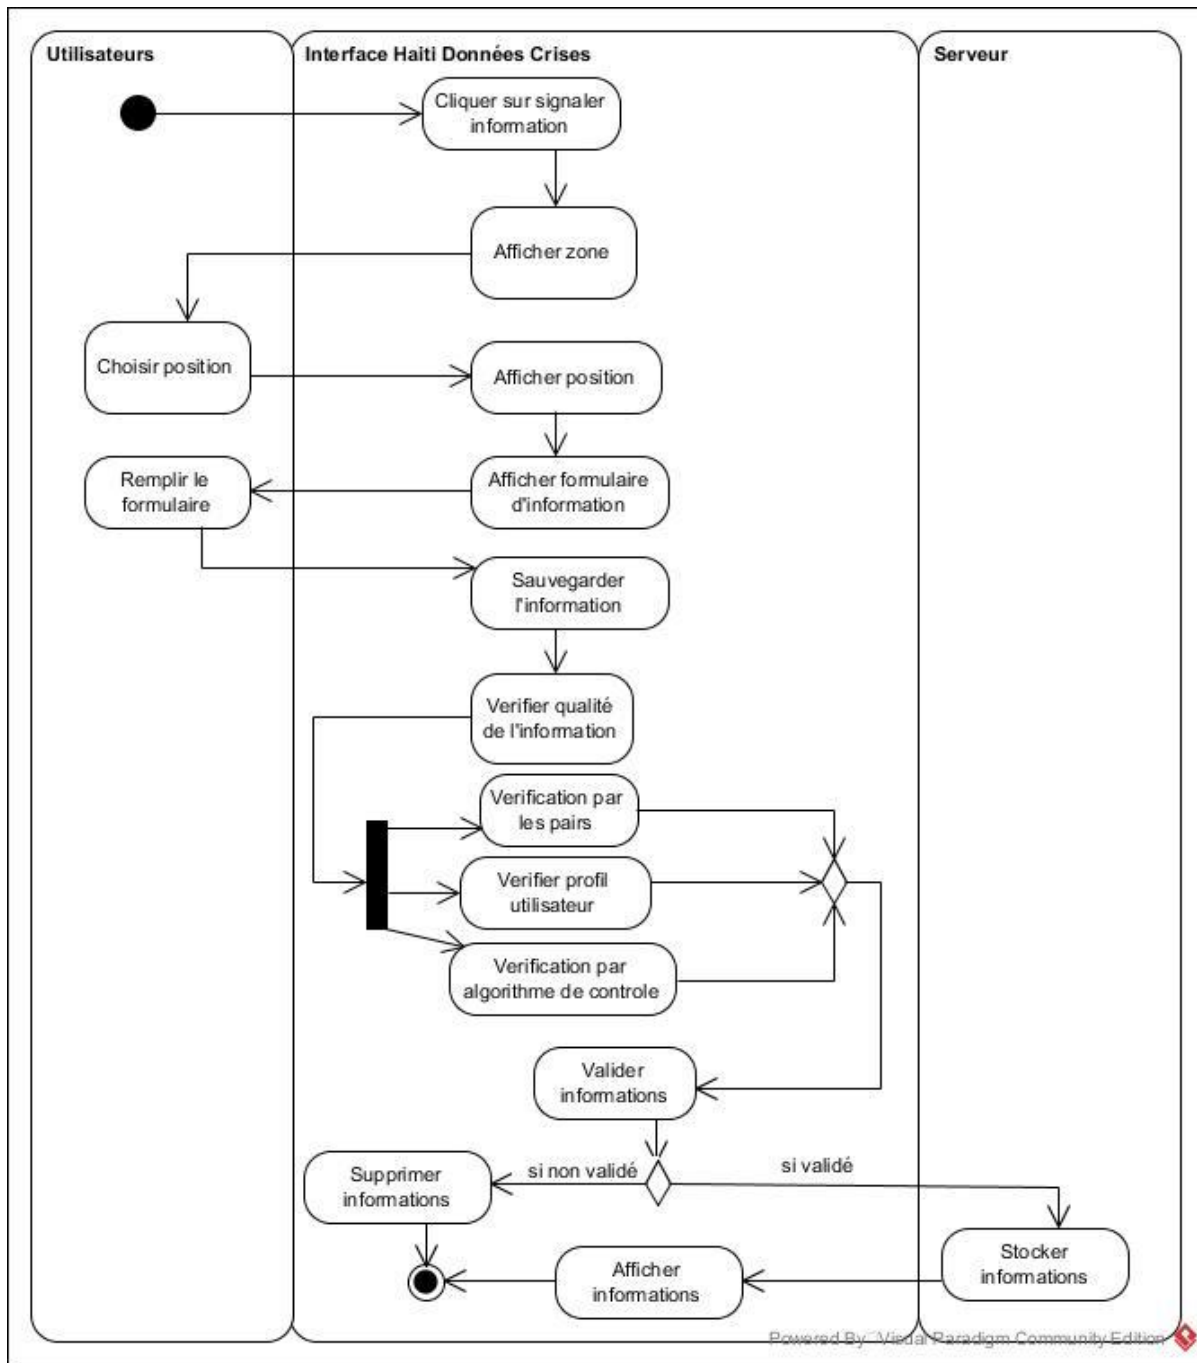 Utilisateurs
Interface Haiti Données Crises
Serveur
Cliquer sur signaler
information
Afficher zone
Choisir position
Afficher position
Remplir le
formulaire
Afficher formulaire
d'information
Sauvegarder
l'information
Verifier qualité
de l'information
Verification par
les pairs
Verifier profil
utilisateur
Verification par
algorithme de controle
Valider
informations
si non validé
si validé
Supprimer
informations
Stocker
informations
Afficher
informations
Powered By Visual Paradigm Community Edition